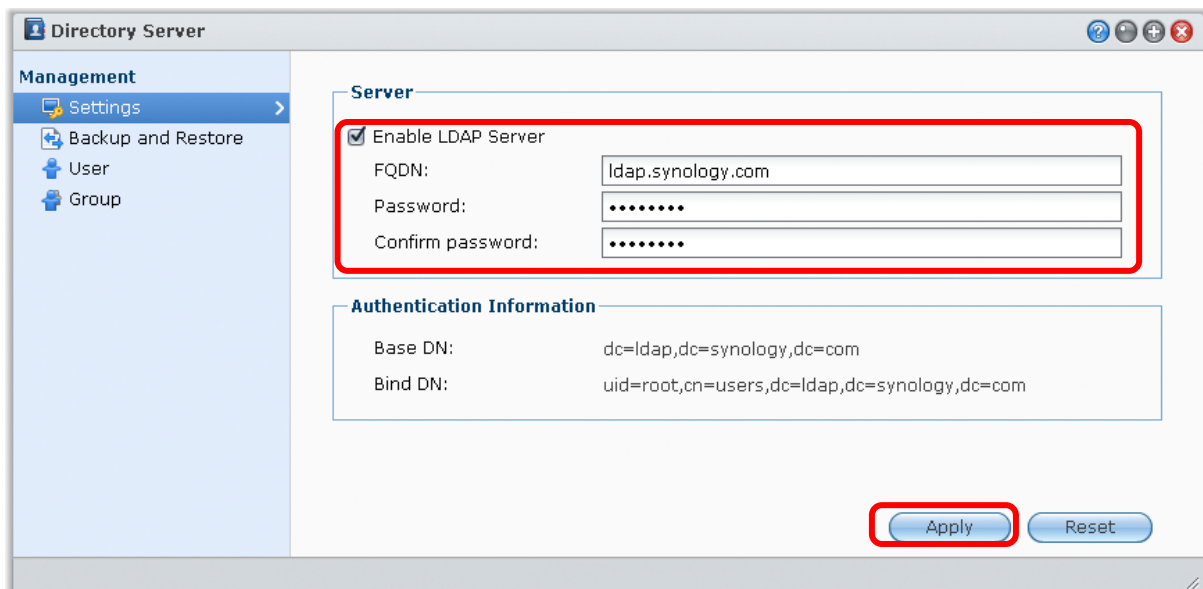 Directory Server
Management
Settings
Backup and Restore
User
Group
Server
Enable LDAP Server
FQDN: ldap.synology.com
Password: ••••••••
Confirm password: ••••••••
Authentication Information
Base DN: dc=ldap,dc=synology,dc=com
Bind DN: uid=root,cn=users,dc=ldap,dc=synology,dc=com
Apply Reset